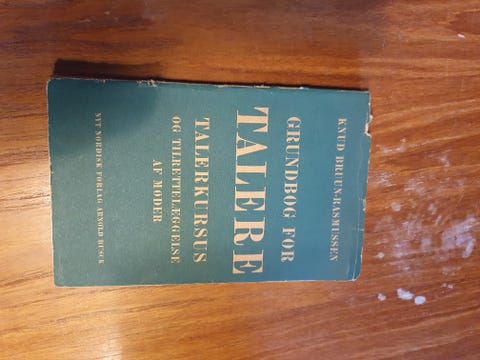 KNUD BRUUN-RASMUSSEN
GRUNDBOG FOR
TALERE
TALERKURSUS
OG TILRETTELÆGGELSE
AF MØDER
NYT NORDISK FORLAG ARNOLD BUSCK